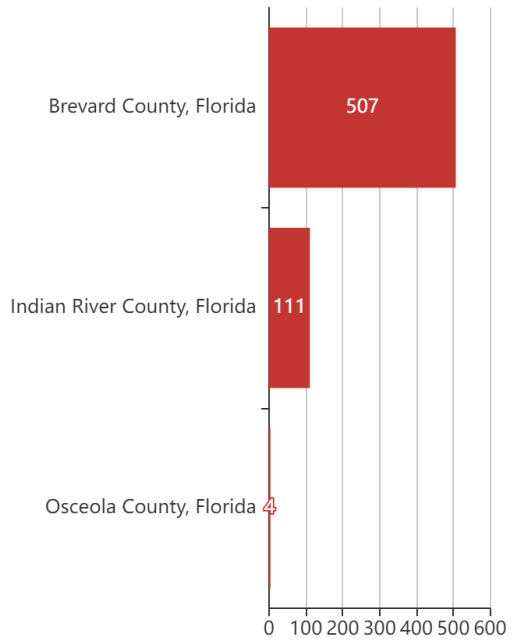 Brevard County, Florida
507
Indian River County, Florida
111
Osceola County, Florida
4
0 100 200 300 400 500 600